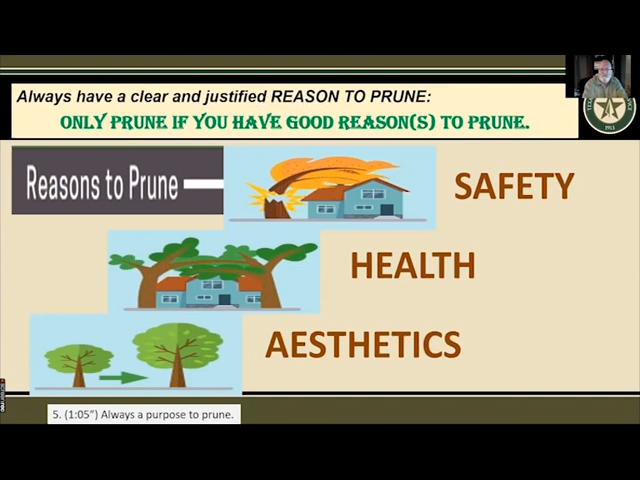 Always have a clear and justified REASON TO PRUNE:
ONLY PRUNE IF YOU HAVE GOOD REASON(S) TO PRUNE.
Reasons to Prune
SAFETY
HEALTH
AESTHETICS
5. (1:05”) Always a purpose to prune.
1915